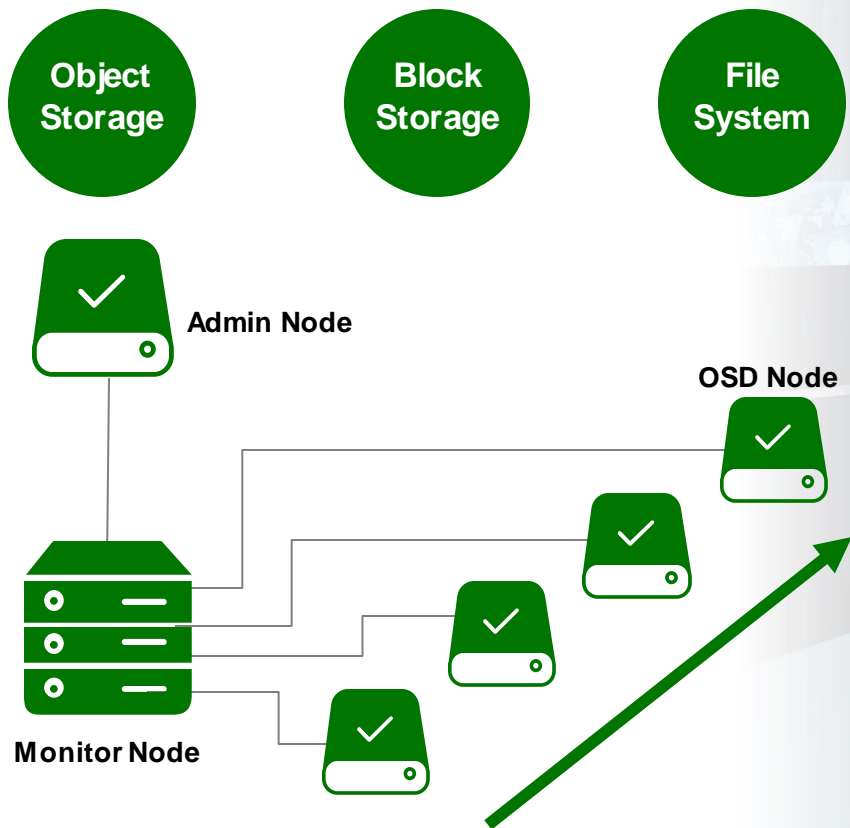 Object
Storage
Block
Storage
File
System
Admin Node
OSD Node
Monitor Node